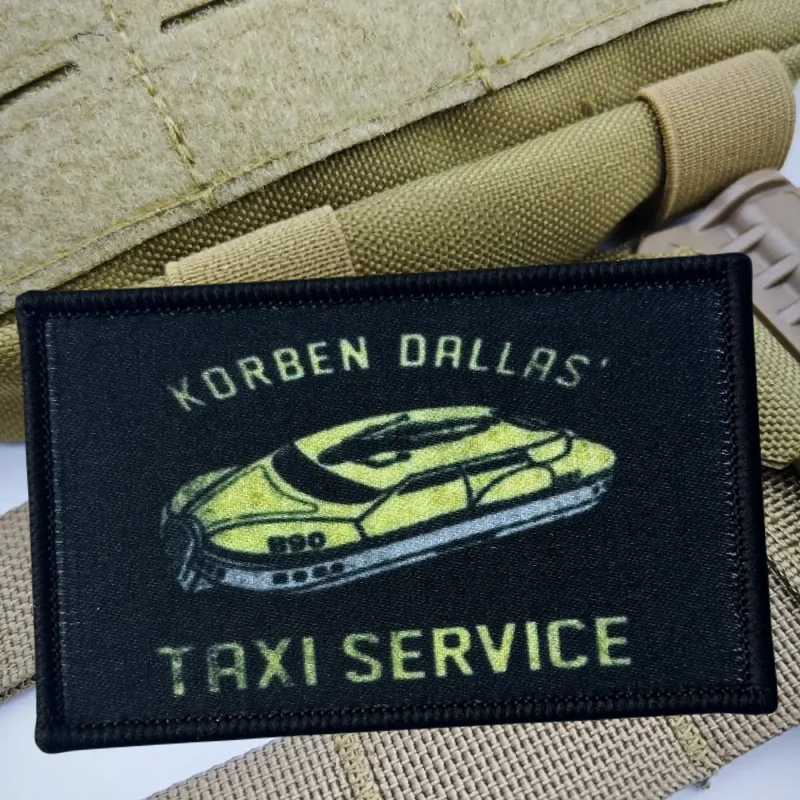 KORBEN DALLAS'
TAXI SERVICE